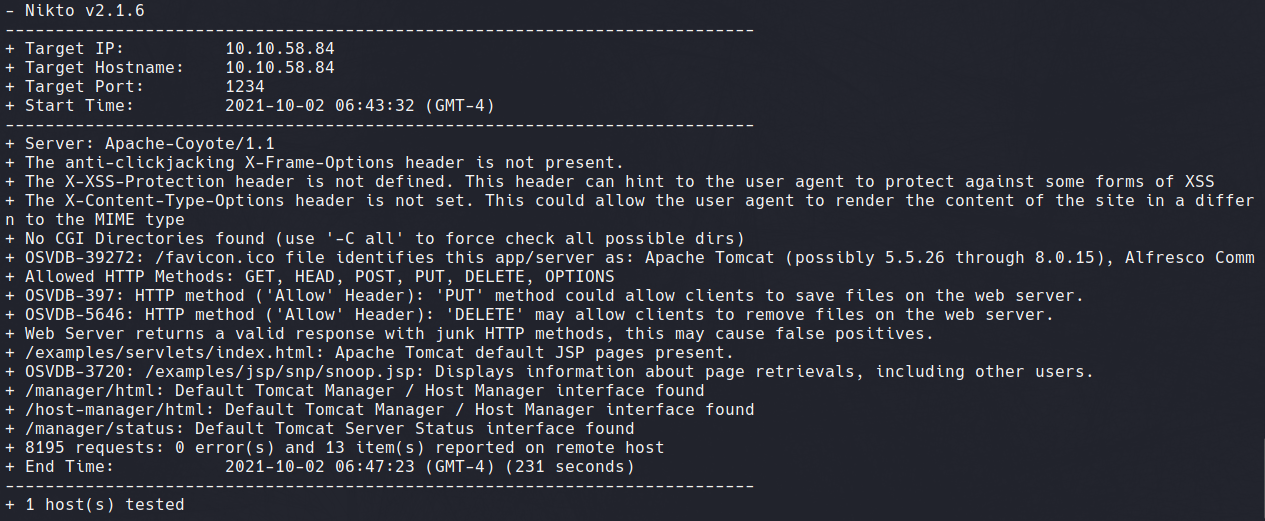 - Nikto v2.1.6
---------------------------------------------------------------------------
+ Target IP:          10.10.58.84
+ Target Hostname:    10.10.58.84
+ Target Port:        1234
+ Start Time:         2021-10-02 06:43:32 (GMT-4)
---------------------------------------------------------------------------
+ Server: Apache-Coyote/1.1
+ The anti-clickjacking X-Frame-Options header is not present.
+ The X-XSS-Protection header is not defined. This header can hint to the user agent to protect against some forms of XSS
+ The X-Content-Type-Options header is not set. This could allow the user agent to render the content of the site in a differ
n to the MIME type
+ No CGI Directories found (use '-C all' to force check all possible dirs)
+ OSVDB-39272: /favicon.ico file identifies this app/server as: Apache Tomcat (possibly 5.5.26 through 8.0.15), Alfresco Comm
+ Allowed HTTP Methods: GET, HEAD, POST, PUT, DELETE, OPTIONS
+ OSVDB-397: HTTP method ('Allow' Header): 'PUT' method could allow clients to save files on the web server.
+ OSVDB-5646: HTTP method ('Allow' Header): 'DELETE' may allow clients to remove files on the web server.
+ Web Server returns a valid response with junk HTTP methods, this may cause false positives.
+ /examples/servlets/index.html: Apache Tomcat default JSP pages present.
+ OSVDB-3720: /examples/jsp/snp/snoop.jsp: Displays information about page retrievals, including other users.
+ /manager/html: Default Tomcat Manager / Host Manager interface found
+ /host-manager/html: Default Tomcat Manager / Host Manager interface found
+ /manager/status: Default Tomcat Server Status interface found
+ 8195 requests: 0 error(s) and 13 item(s) reported on remote host
+ End Time:           2021-10-02 06:47:23 (GMT-4) (231 seconds)
---------------------------------------------------------------------------
+ 1 host(s) tested